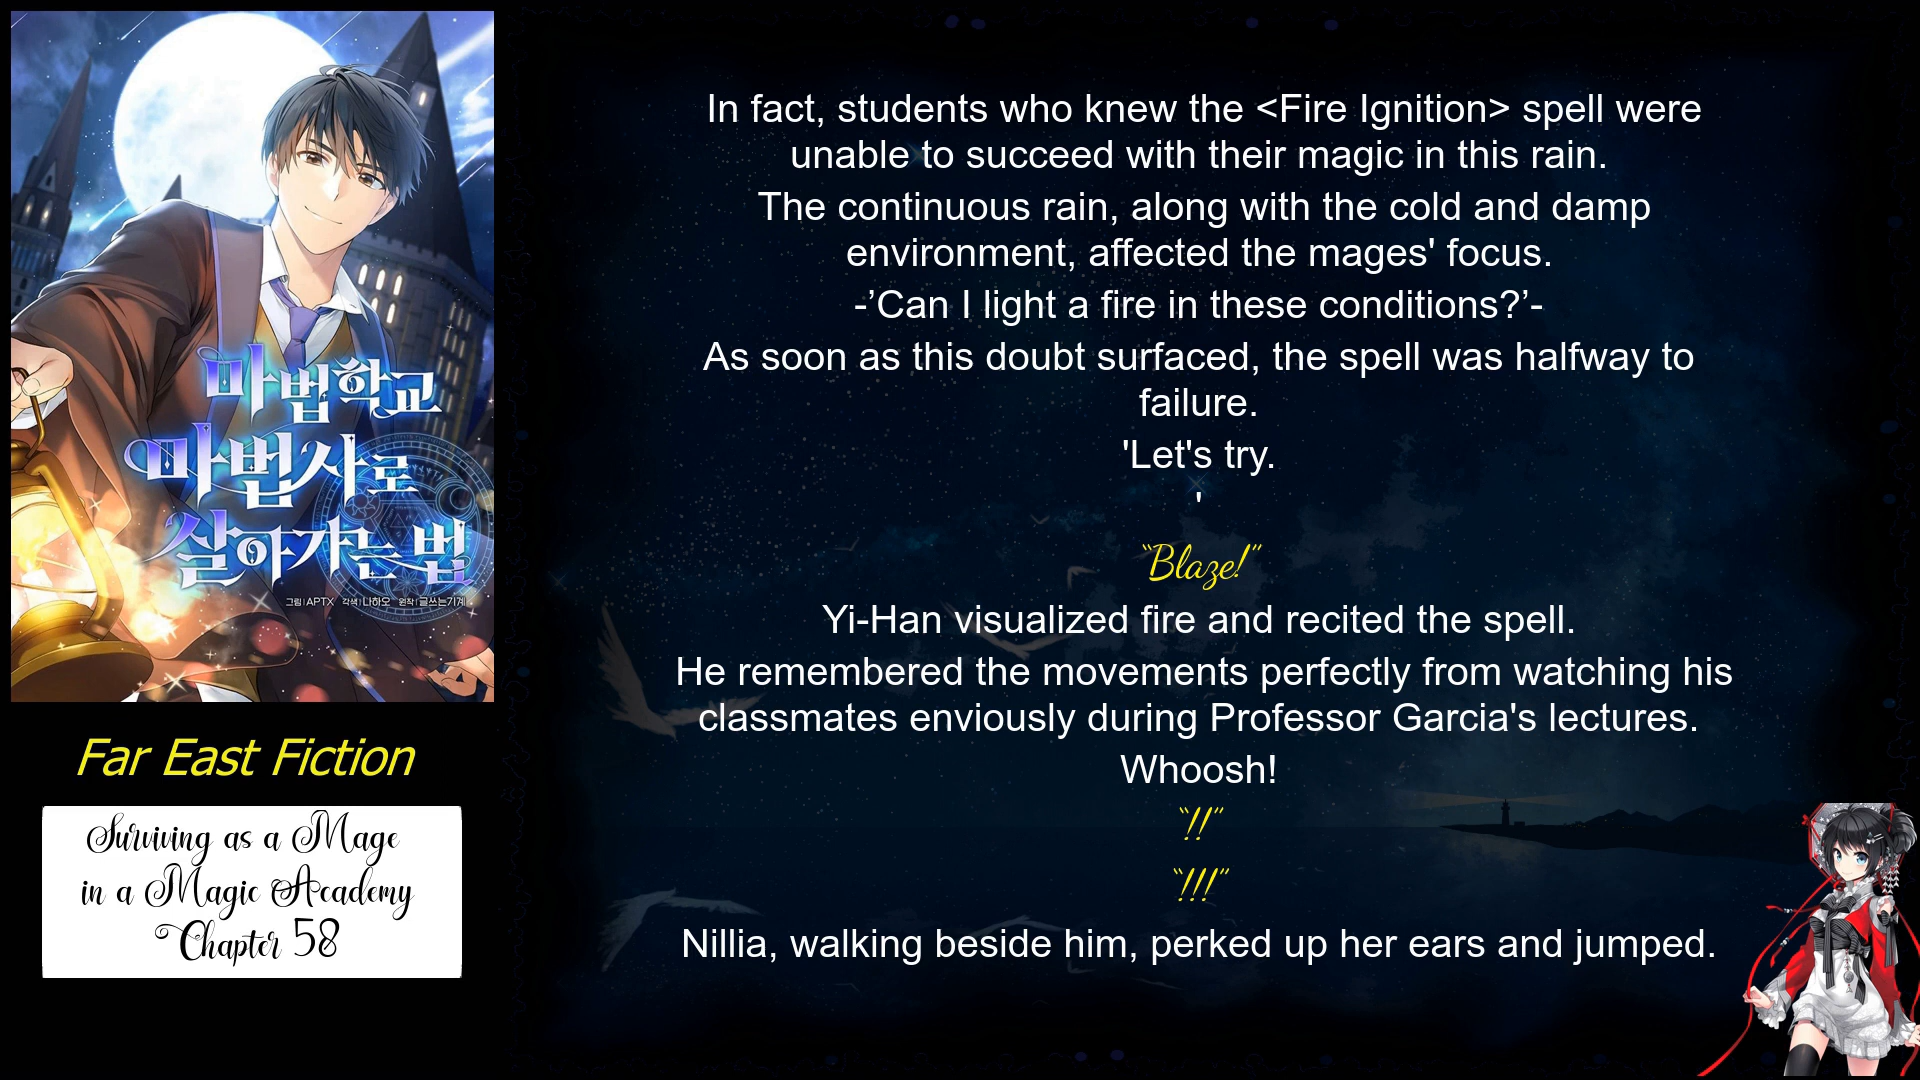 마법학교
마법사로
살아가는 법
그림|APTX 각색|나하오 원작|글쓰는기계
Far East Fiction
Surviving as a Mage
in a Magic Academy
Chapter 58
In fact, students who knew the <Fire Ignition> spell were
unable to succeed with their magic in this rain.
The continuous rain, along with the cold and damp
environment, affected the mages' focus.
-’Can I light a fire in these conditions?’-
As soon as this doubt surfaced, the spell was halfway to
failure.
'Let's try.
'
“Blaze!”
Yi-Han visualized fire and recited the spell.
He remembered the movements perfectly from watching his
classmates enviously during Professor Garcia's lectures.
Whoosh!
“!!”
“!!!”
Nillia, walking beside him, perked up her ears and jumped.